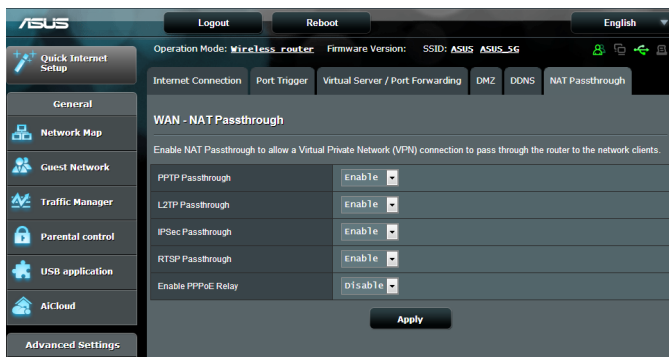 ASUS
Logout
Reboot
English
Quick Internet Setup
Operation Mode: Wireless router Firmware Version: SSID: ASUS ASUS_5G
Internet Connection
Port Trigger
Virtual Server / Port Forwarding
DMZ
DDNS
NAT Passthrough
General
Network Map
Guest Network
Traffic Manager
Parental control
USB application
AiCloud
Advanced Settings
WAN - NAT Passthrough
Enable NAT Passthrough to allow a Virtual Private Network (VPN) connection to pass through the router to the network clients.
PPTP Passthrough Enable
L2TP Passthrough Enable
IPSec Passthrough Enable
RTSP Passthrough Enable
Enable PPPoE Relay Disable
Apply